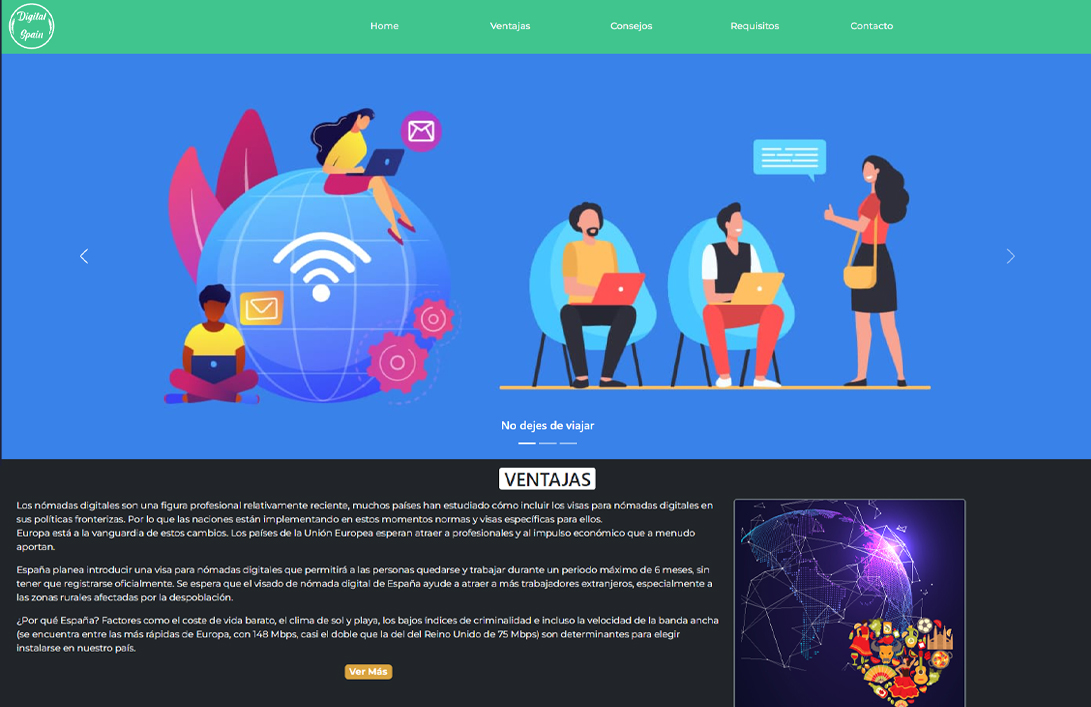 Digital
Spain
Home Ventajas Consejos Requisitos Contacto
No dejes de viajar
VENTAJAS
Los nómadas digitales son una figura profesional relativamente reciente, muchos países han estudiado cómo incluir los visas para nómadas digitales en
sus políticas fronterizas. Por lo que las naciones están implementando en estos momentos normas y visas específicas para ellos.
Europa está a la vanguardia de estos cambios. Los países de la Unión Europea esperan atraer a profesionales y al impulso económico que a menudo
aportan.
España planea introducir una visa para nómadas digitales que permitirá a las personas quedarse y trabajar durante un periodo máximo de 6 meses, sin
tener que registrarse oficialmente. Se espera que el visado de nómada digital de España ayude a atraer a más trabajadores extranjeros, especialmente a
las zonas rurales afectadas por la despoblación.
¿Por qué España? Factores como el coste de vida barato, el clima de sol y playa, los bajos índices de criminalidad e incluso la velocidad de la banda ancha
(se encuentra entre las más rápidas de Europa, con 148 Mbps, casi el doble que la del del Reino Unido de 75 Mbps) son determinantes para elegir
instalarse en nuestro país.
Ver Más